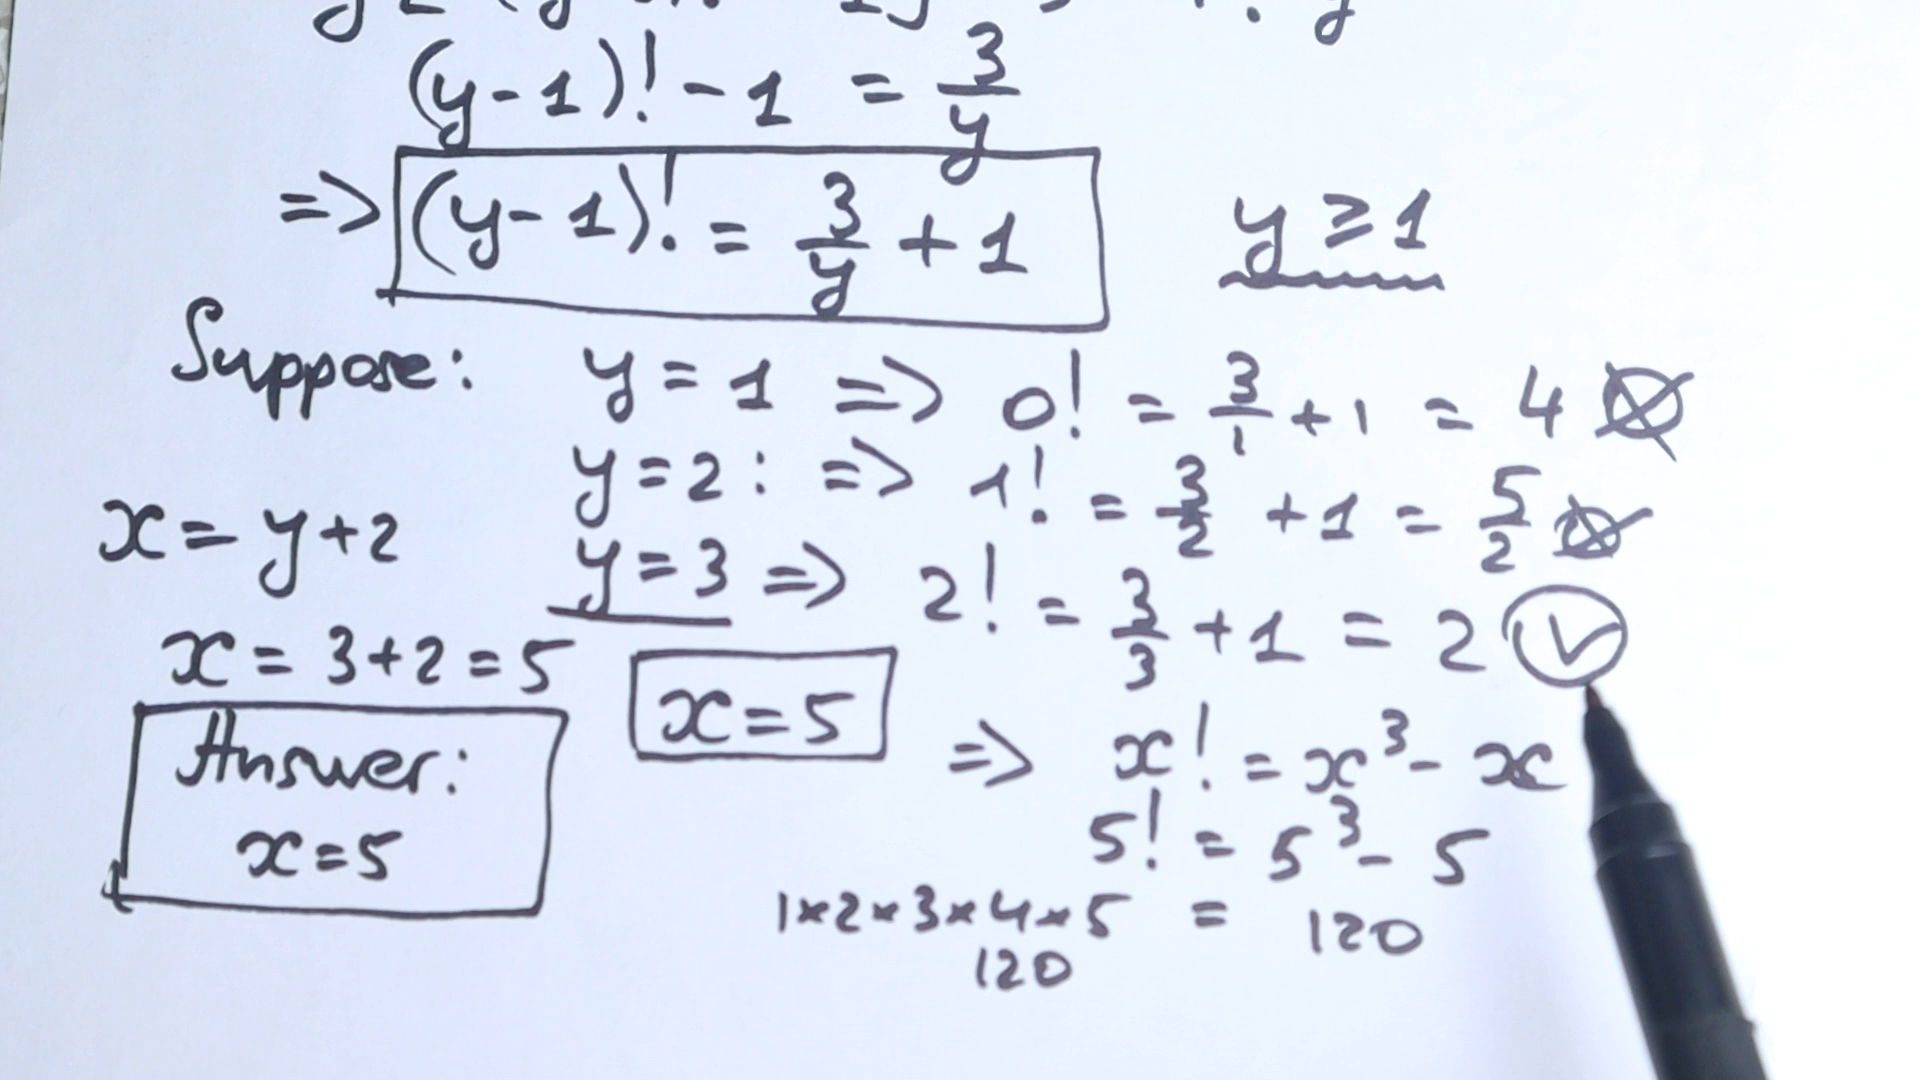 (y-1)! - 1 = 3/y
=> (y-1)! = 3/y + 1    y ≥ 1
Suppose: y = 1 => 0! = 3/1 + 1 = 4
y = 2 : => 1! = 3/2 + 1 = 5/2
x = y+2
y = 3 => 2! = 3/3 + 1 = 2
x = 3+2 = 5
x = 5
=> x! = x³ - x
Answer:
x = 5
5! = 5³ - 5
1×2×3×4×5 = 120
120